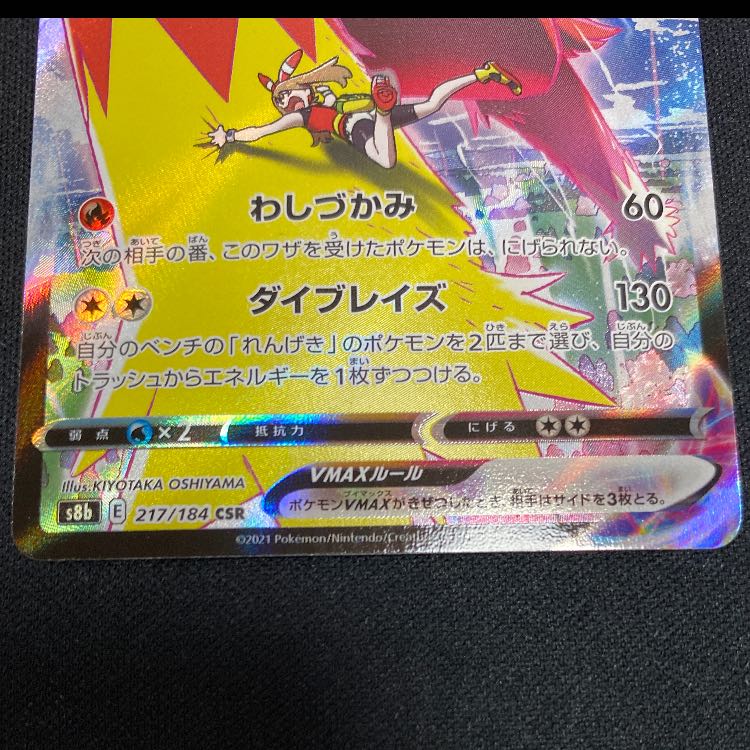 わしづかみ 60
次の相手の番、このワザを受けたポケモンは、にげられない。
ダイブレイズ 130
自分のベンチの「れんげき」のポケモンを2匹まで選び、自分の
トラッシュからエネルギーを1枚ずつつける。
弱点 ×2 抵抗力 にげる
Illus. KIYOTAKA OSHIYAMA
VMAXルール
ポケモンVMAXがきぜつしたとき、相手はサイドを3枚とる。
s8b E 217/184 CSR
©2021 Pokémon/Nintendo/Creat